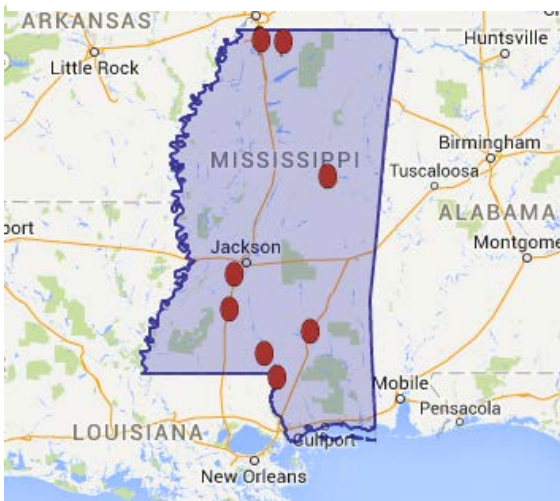 ARKANSAS
Huntsville
Little Rock
Birmingham
MISSISSIPPI
Tuscaloosa
ALABAMA
port
Jackson
Montgome
Mobile
Pensacola
LOUISIANA
Gulfport
New Orleans